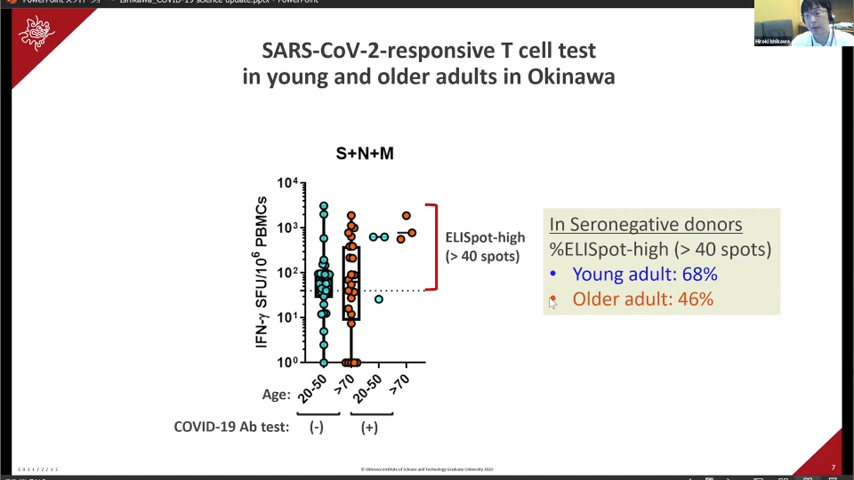 Ishikawa_COVID-19 science update.pptx - PowerPoint
Hiroki Ishikawa
SARS-CoV-2-responsive T cell test
in young and older adults in Okinawa
S+N+M
IFN-γ SFU/10⁶ PBMCs
10⁴
10³
10²
10¹
10⁰
ELISpot-high
(> 40 spots)
In Seronegative donors
%ELISpot-high (> 40 spots)
• Young adult: 68%
• Older adult: 46%
Age: 20-50 >70 20-50 >70
COVID-19 Ab test: (-) (+)
2021/2/12
© Okinawa Institute of Science and Technology Graduate University 2020
7